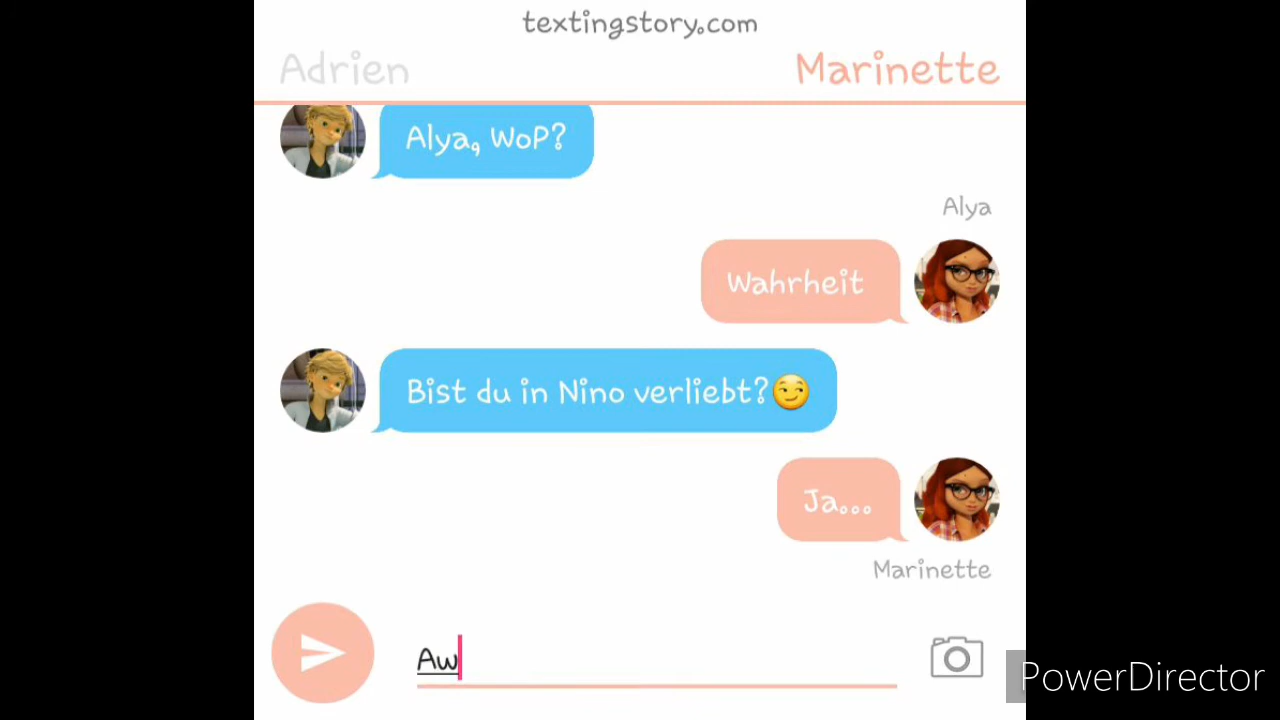 textingstory.com
Adrien
Marinette
Alya, WoP?
Alya
Wahrheit
Bist du in Nino verliebt?😏
Ja...
Marinette
Aw
PowerDirector